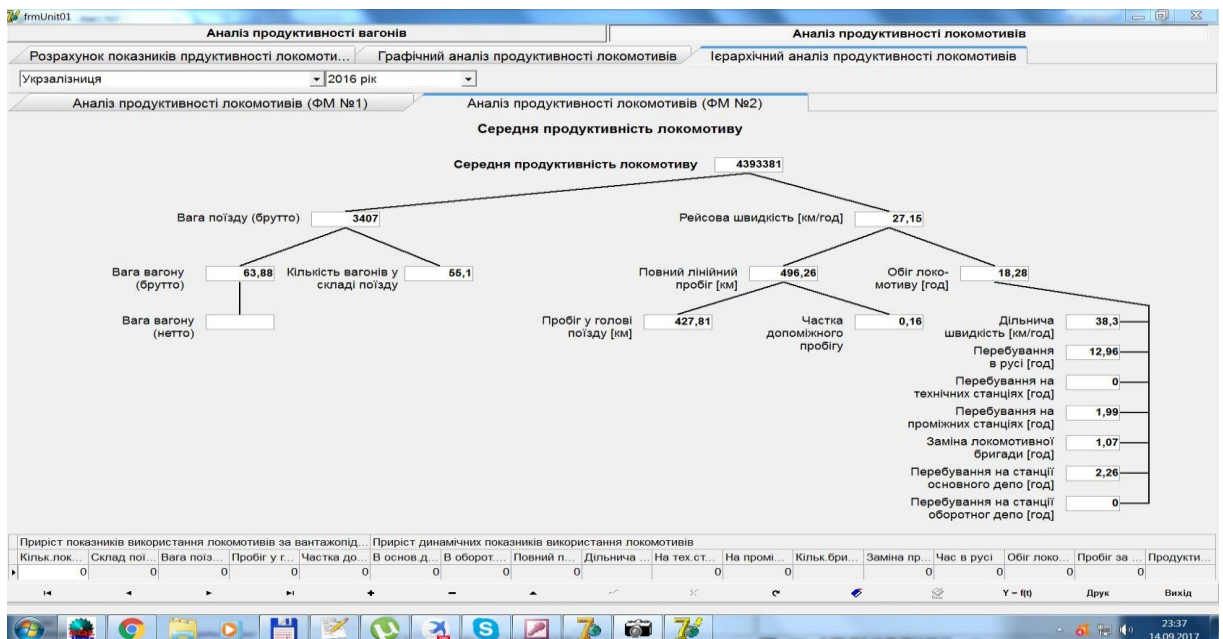 frmUnit01
Аналіз продуктивності вагонів Аналіз продуктивності локомотивів
Розрахунок показників прдуктивності локомоти... Графічний аналіз продуктивності локомотивів Ієрархічний аналіз продуктивності локомотивів
Укрзалізниця 2016 рік
Аналіз продуктивності локомотивів (ФМ №1) Аналіз продуктивності локомотивів (ФМ №2)
Середня продуктивність локомотиву
Середня продуктивність локомотиву 4393381
Вага поїзду (брутто) 3407 Рейсова швидкість [км/год] 27,15
Вага вагону (брутто) 63,88 Кількість вагонів у складі поїзду 55,1 Повний лінійний пробіг [км] 496,26 Обіг локо-мотиву [год] 18,28
Вага вагону (нетто) Пробіг у голові поїзду [км] 427,81 Частка допоміжного пробігу 0,16 Дільнича швидкість [км/год] 38,3
Перебування в русі [год] 12,96
Перебування на технічних станціях [год] 0
Перебування на проміжних станціях [год] 1,99
Заміна локомотивної бригади [год] 1,07
Перебування на станції основного депо [год] 2,26
Перебування на станції оборотног депо [год] 0
Приріст показників використання локомотивів за вантажопід... Приріст динамічних показників використання локомотивів
Кільк.лок... Склад пої... Вага поїз... Пробіг у г... Частка до... В основ.д... В оборот.... Повний п... Дільнича ... На тех.ст... На промі... Кільк.бри... Заміна пр... Час в русі Обіг локо... Пробіг за ... Продукти...
0 0 0 0 0 0 0 0 0 0 0 0 0 0 0
Y – f(t) Друк Вихід
23:37
14.09.2017